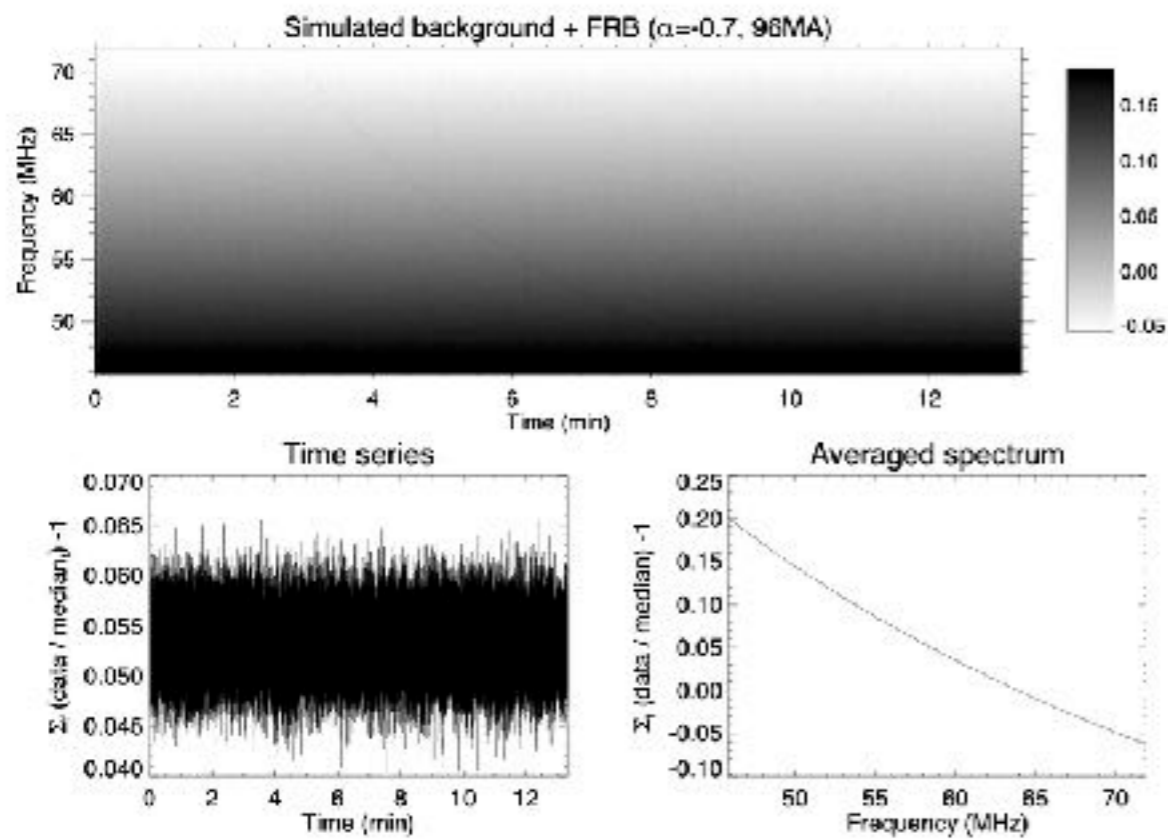 Simulated background + FRB (α=-0.7, 96MA)
Frequency (MHz)
70
65
60
55
50
0 2 4 6 8 10 12
Time (min)
0.15
0.10
0.05
0.00
-0.05
Time series
Σᵢ (data / medianᵢ) -1
0.070
0.065
0.060
0.055
0.050
0.045
0.040
0 2 4 6 8 10 12
Time (min)
Averaged spectrum
Σₜ (data / median) -1
0.25
0.20
0.15
0.10
0.05
0.00
-0.05
-0.10
50 55 60 65 70
Frequency (MHz)